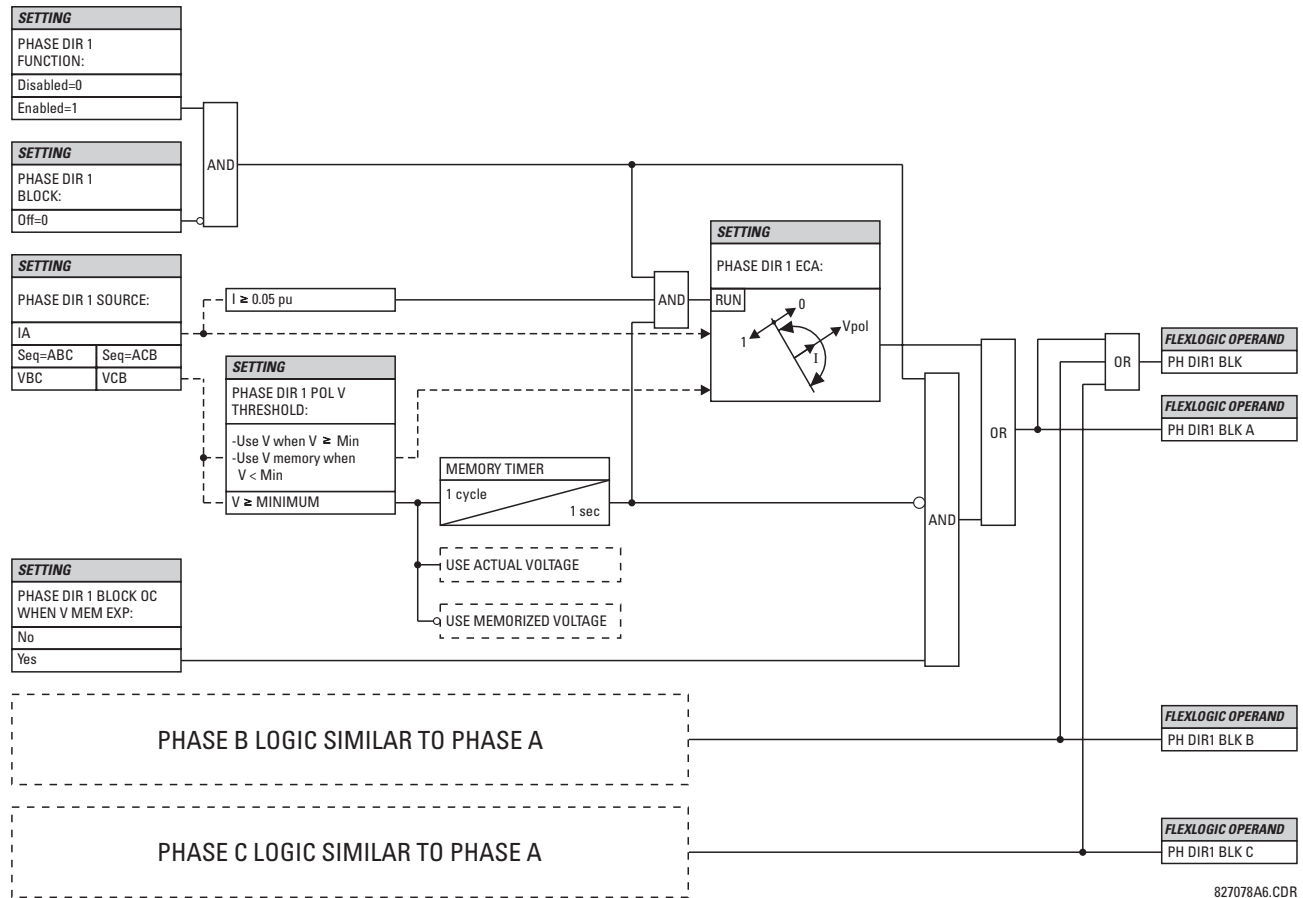 SETTING
PHASE DIR 1
FUNCTION:
Disabled=0
Enabled=1
AND
SETTING
PHASE DIR 1
BLOCK:
Off=0
SETTING
PHASE DIR 1 SOURCE:
IA
Seq=ABC Seq=ACB
VBC VCB
I ≥ 0.05 pu
SETTING
PHASE DIR 1 POL V
THRESHOLD:
-Use V when V ≥ Min
-Use V memory when
V < Min
V ≥ MINIMUM
MEMORY TIMER
1 cycle
1 sec
USE ACTUAL VOLTAGE
USE MEMORIZED VOLTAGE
AND
SETTING
PHASE DIR 1 ECA:
RUN
0
1
Vpol
I
AND
OR
OR
FLEXLOGIC OPERAND
PH DIR1 BLK
FLEXLOGIC OPERAND
PH DIR1 BLK A
SETTING
PHASE DIR 1 BLOCK OC
WHEN V MEM EXP:
No
Yes
PHASE B LOGIC SIMILAR TO PHASE A
FLEXLOGIC OPERAND
PH DIR1 BLK B
PHASE C LOGIC SIMILAR TO PHASE A
FLEXLOGIC OPERAND
PH DIR1 BLK C
827078A6.CDR